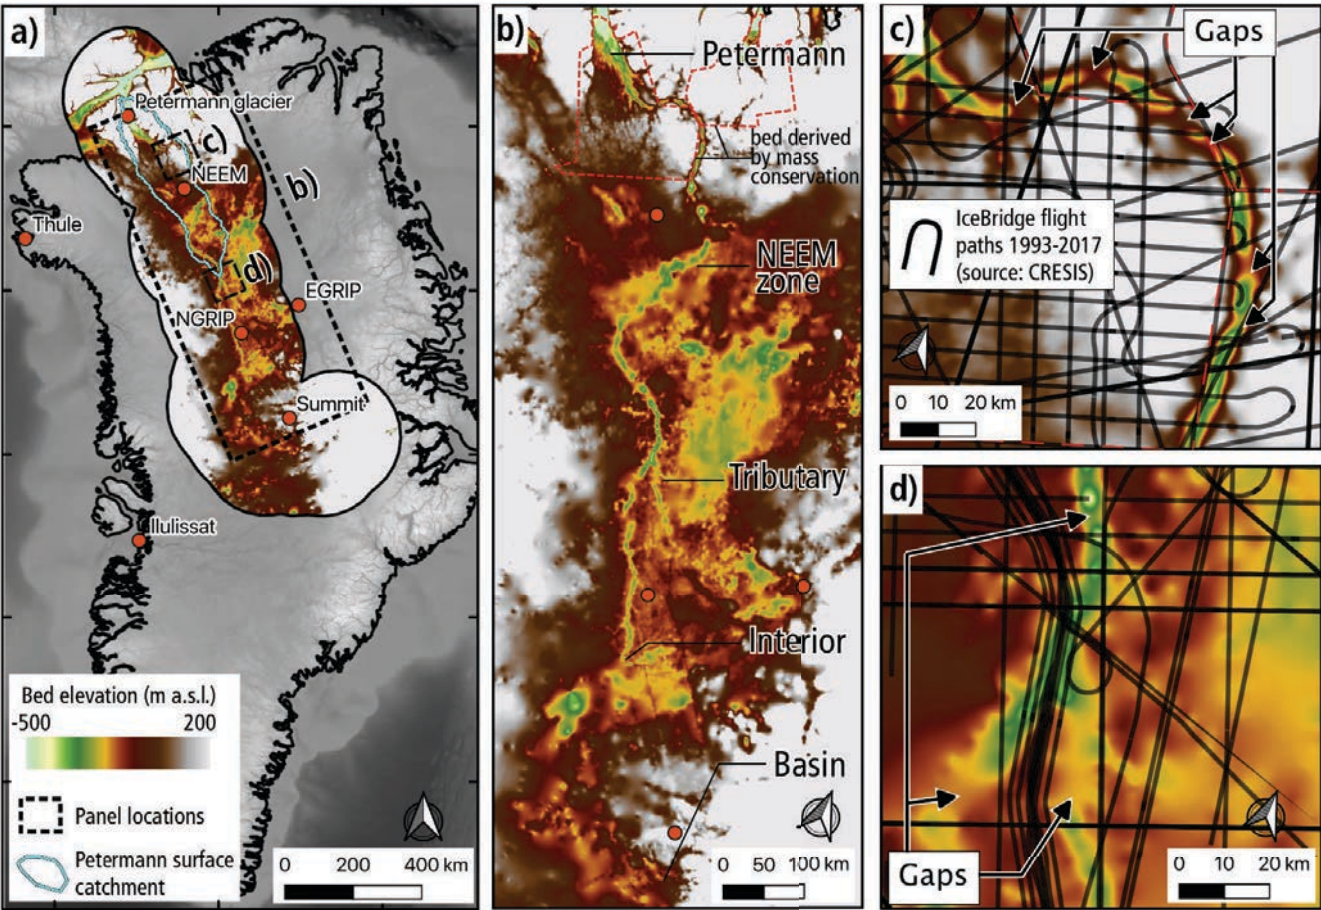 a)
Petermann glacier
c)
NEEM
b)
Thule
d)
EGRIP
NGRIP
Summit
Illulissat
Bed elevation (m a.s.l.)
-500
200
Panel locations
Petermann surface
catchment
0
200
400 km
b)
Petermann
bed derived
by mass
conservation
NEEM
zone
Tributary
Interior
Basin
0
50
100 km
c)
Gaps
IceBridge flight
paths 1993-2017
(source: CRESIS)
0
10
20 km
d)
Gaps
0
10
20 km